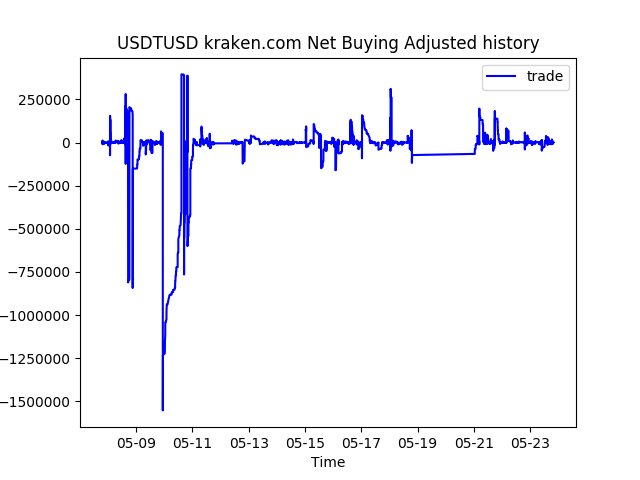 USDTUSD kraken.com Net Buying Adjusted history
trade
250000
0
−250000
−500000
−750000
−1000000
−1250000
−1500000
05-09 05-11 05-13 05-15 05-17 05-19 05-21 05-23
Time